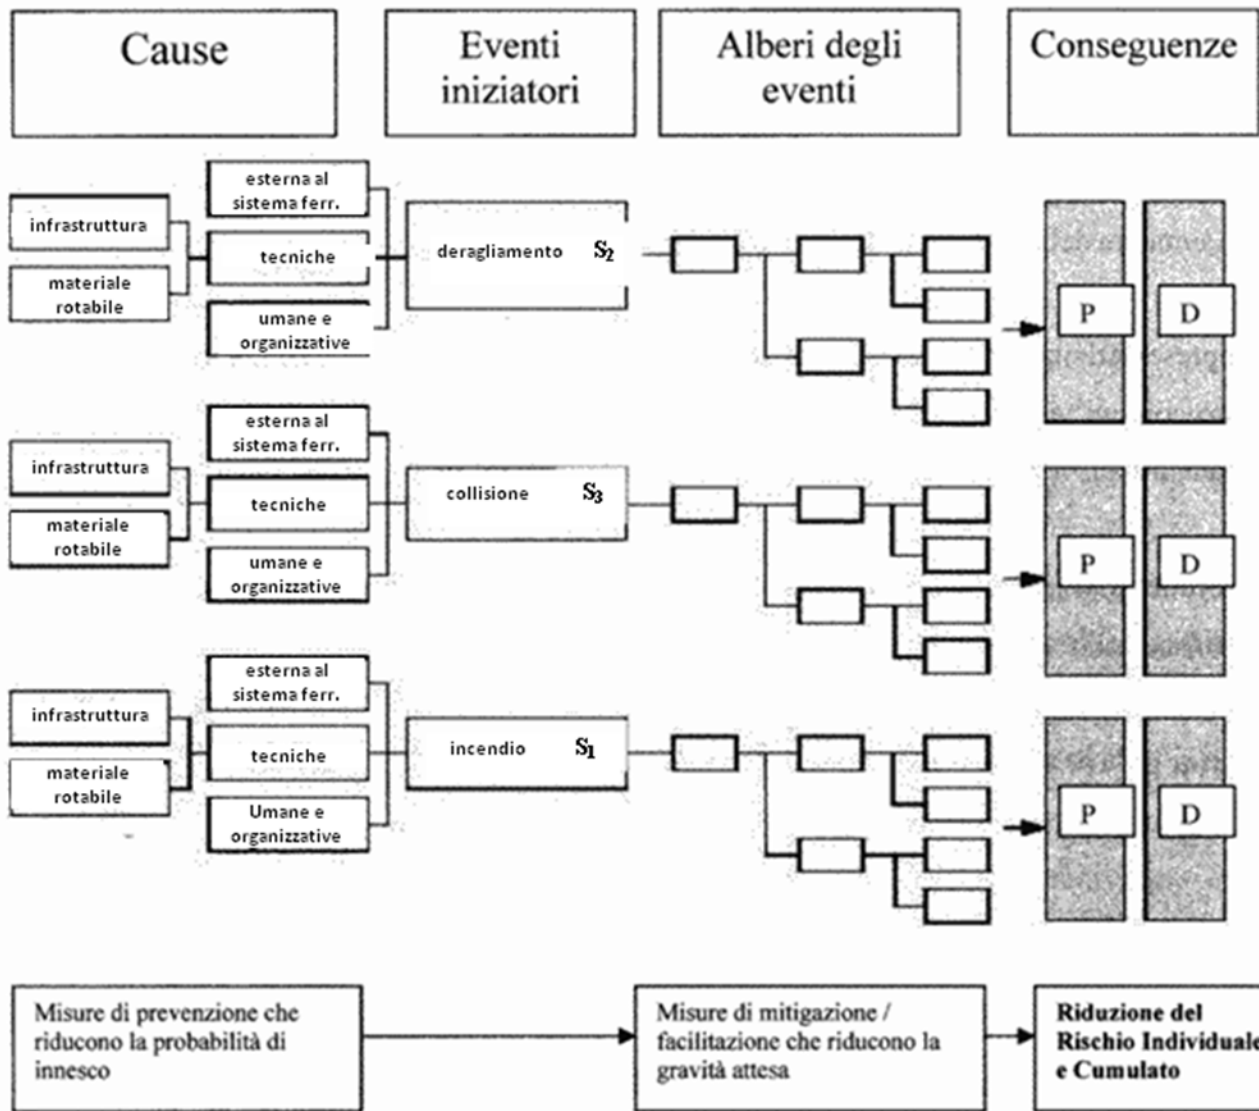 Cause
Eventi
iniziatori
Alberi degli
eventi
Conseguenze
infrastruttura
materiale
rotabile
esterna al
sistema ferr.
tecniche
umane e
organizzative
deragliamento S2
P
D
infrastruttura
materiale
rotabile
esterna al
sistema ferr.
tecniche
umane e
organizzative
collisione S3
P
D
infrastruttura
materiale
rotabile
esterna al
sistema ferr.
tecniche
Umane e
organizzative
incendio S1
P
D
Misure di prevenzione che
riducono la probabilità di
innesco
Misure di mitigazione /
facilitazione che riducono la
gravità attesa
Riduzione del
Rischio Individuale
e Cumulato